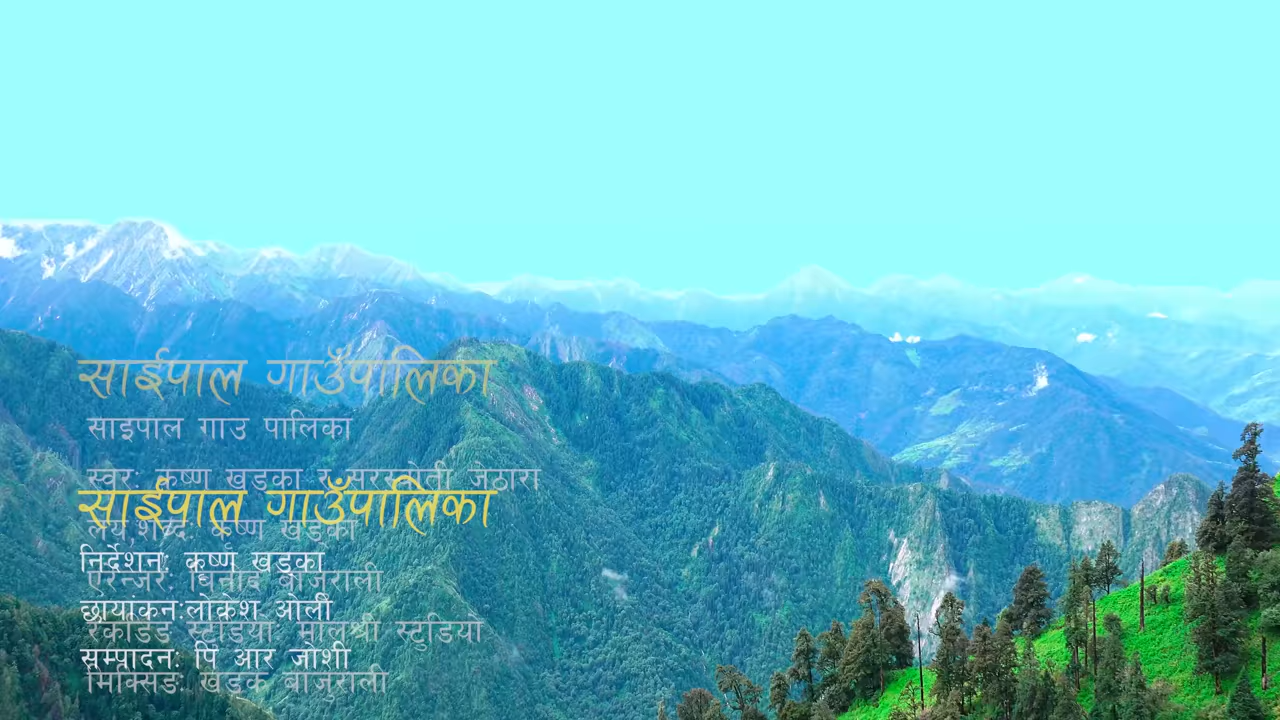 साईपाल गाउँपालिका
साइपाल गाउ पालिका
स्वर: कृष्ण खड्का र सरस्वोती जेठारा
साईपाल गाउँपालिका
लय,शब्द: कृष्ण खड्का
निर्देशन: कृष्ण खड्का
एरेन्जर: बाजुराली
छायांकन:लोकेश ओली
रेकर्डिङ स्टुडियो मालश्री स्टुडियो
सम्पादन: पि आर जोशी
मिक्सिङ: खड्क बाजुराली